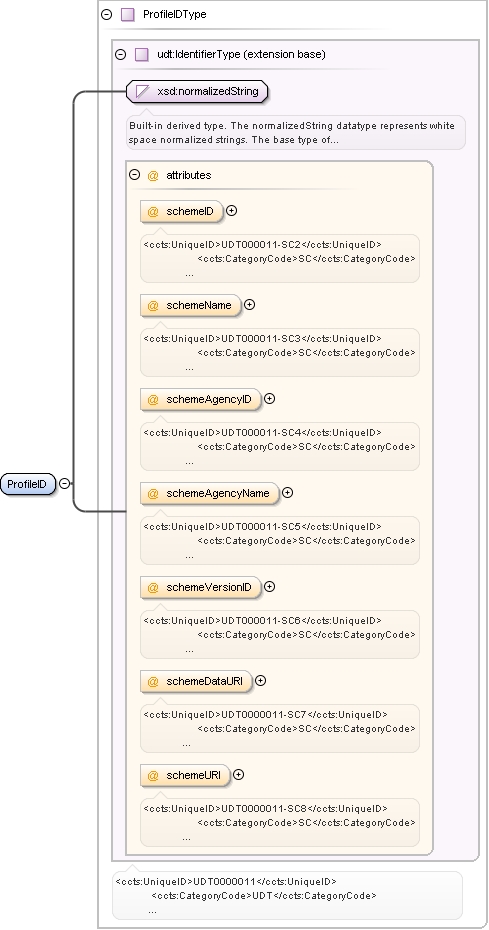 ProfileIDType
udt:IdentifierType (extension base)
xsd:normalizedString
Built-in derived type. The normalizedString datatype represents white
space normalized strings. The base type of...
@ attributes
@ schemeID
<ccts:UniqueID>UDT000011-SC2</ccts:UniqueID>
<ccts:CategoryCode>SC</ccts:CategoryCode>
...
@ schemeName
<ccts:UniqueID>UDT000011-SC3</ccts:UniqueID>
<ccts:CategoryCode>SC</ccts:CategoryCode>
...
@ schemeAgencyID
<ccts:UniqueID>UDT000011-SC4</ccts:UniqueID>
<ccts:CategoryCode>SC</ccts:CategoryCode>
...
ProfileID
@ schemeAgencyName
<ccts:UniqueID>UDT000011-SC5</ccts:UniqueID>
<ccts:CategoryCode>SC</ccts:CategoryCode>
...
@ schemeVersionID
<ccts:UniqueID>UDT000011-SC6</ccts:UniqueID>
<ccts:CategoryCode>SC</ccts:CategoryCode>
...
@ schemeDataURI
<ccts:UniqueID>UDT0000011-SC7</ccts:UniqueID>
<ccts:CategoryCode>SC</ccts:CategoryCode>
...
@ schemeURI
<ccts:UniqueID>UDT0000011-SC8</ccts:UniqueID>
<ccts:CategoryCode>SC</ccts:CategoryCode>
...
<ccts:UniqueID>UDT0000011</ccts:UniqueID>
<ccts:CategoryCode>UDT</ccts:CategoryCode>
...